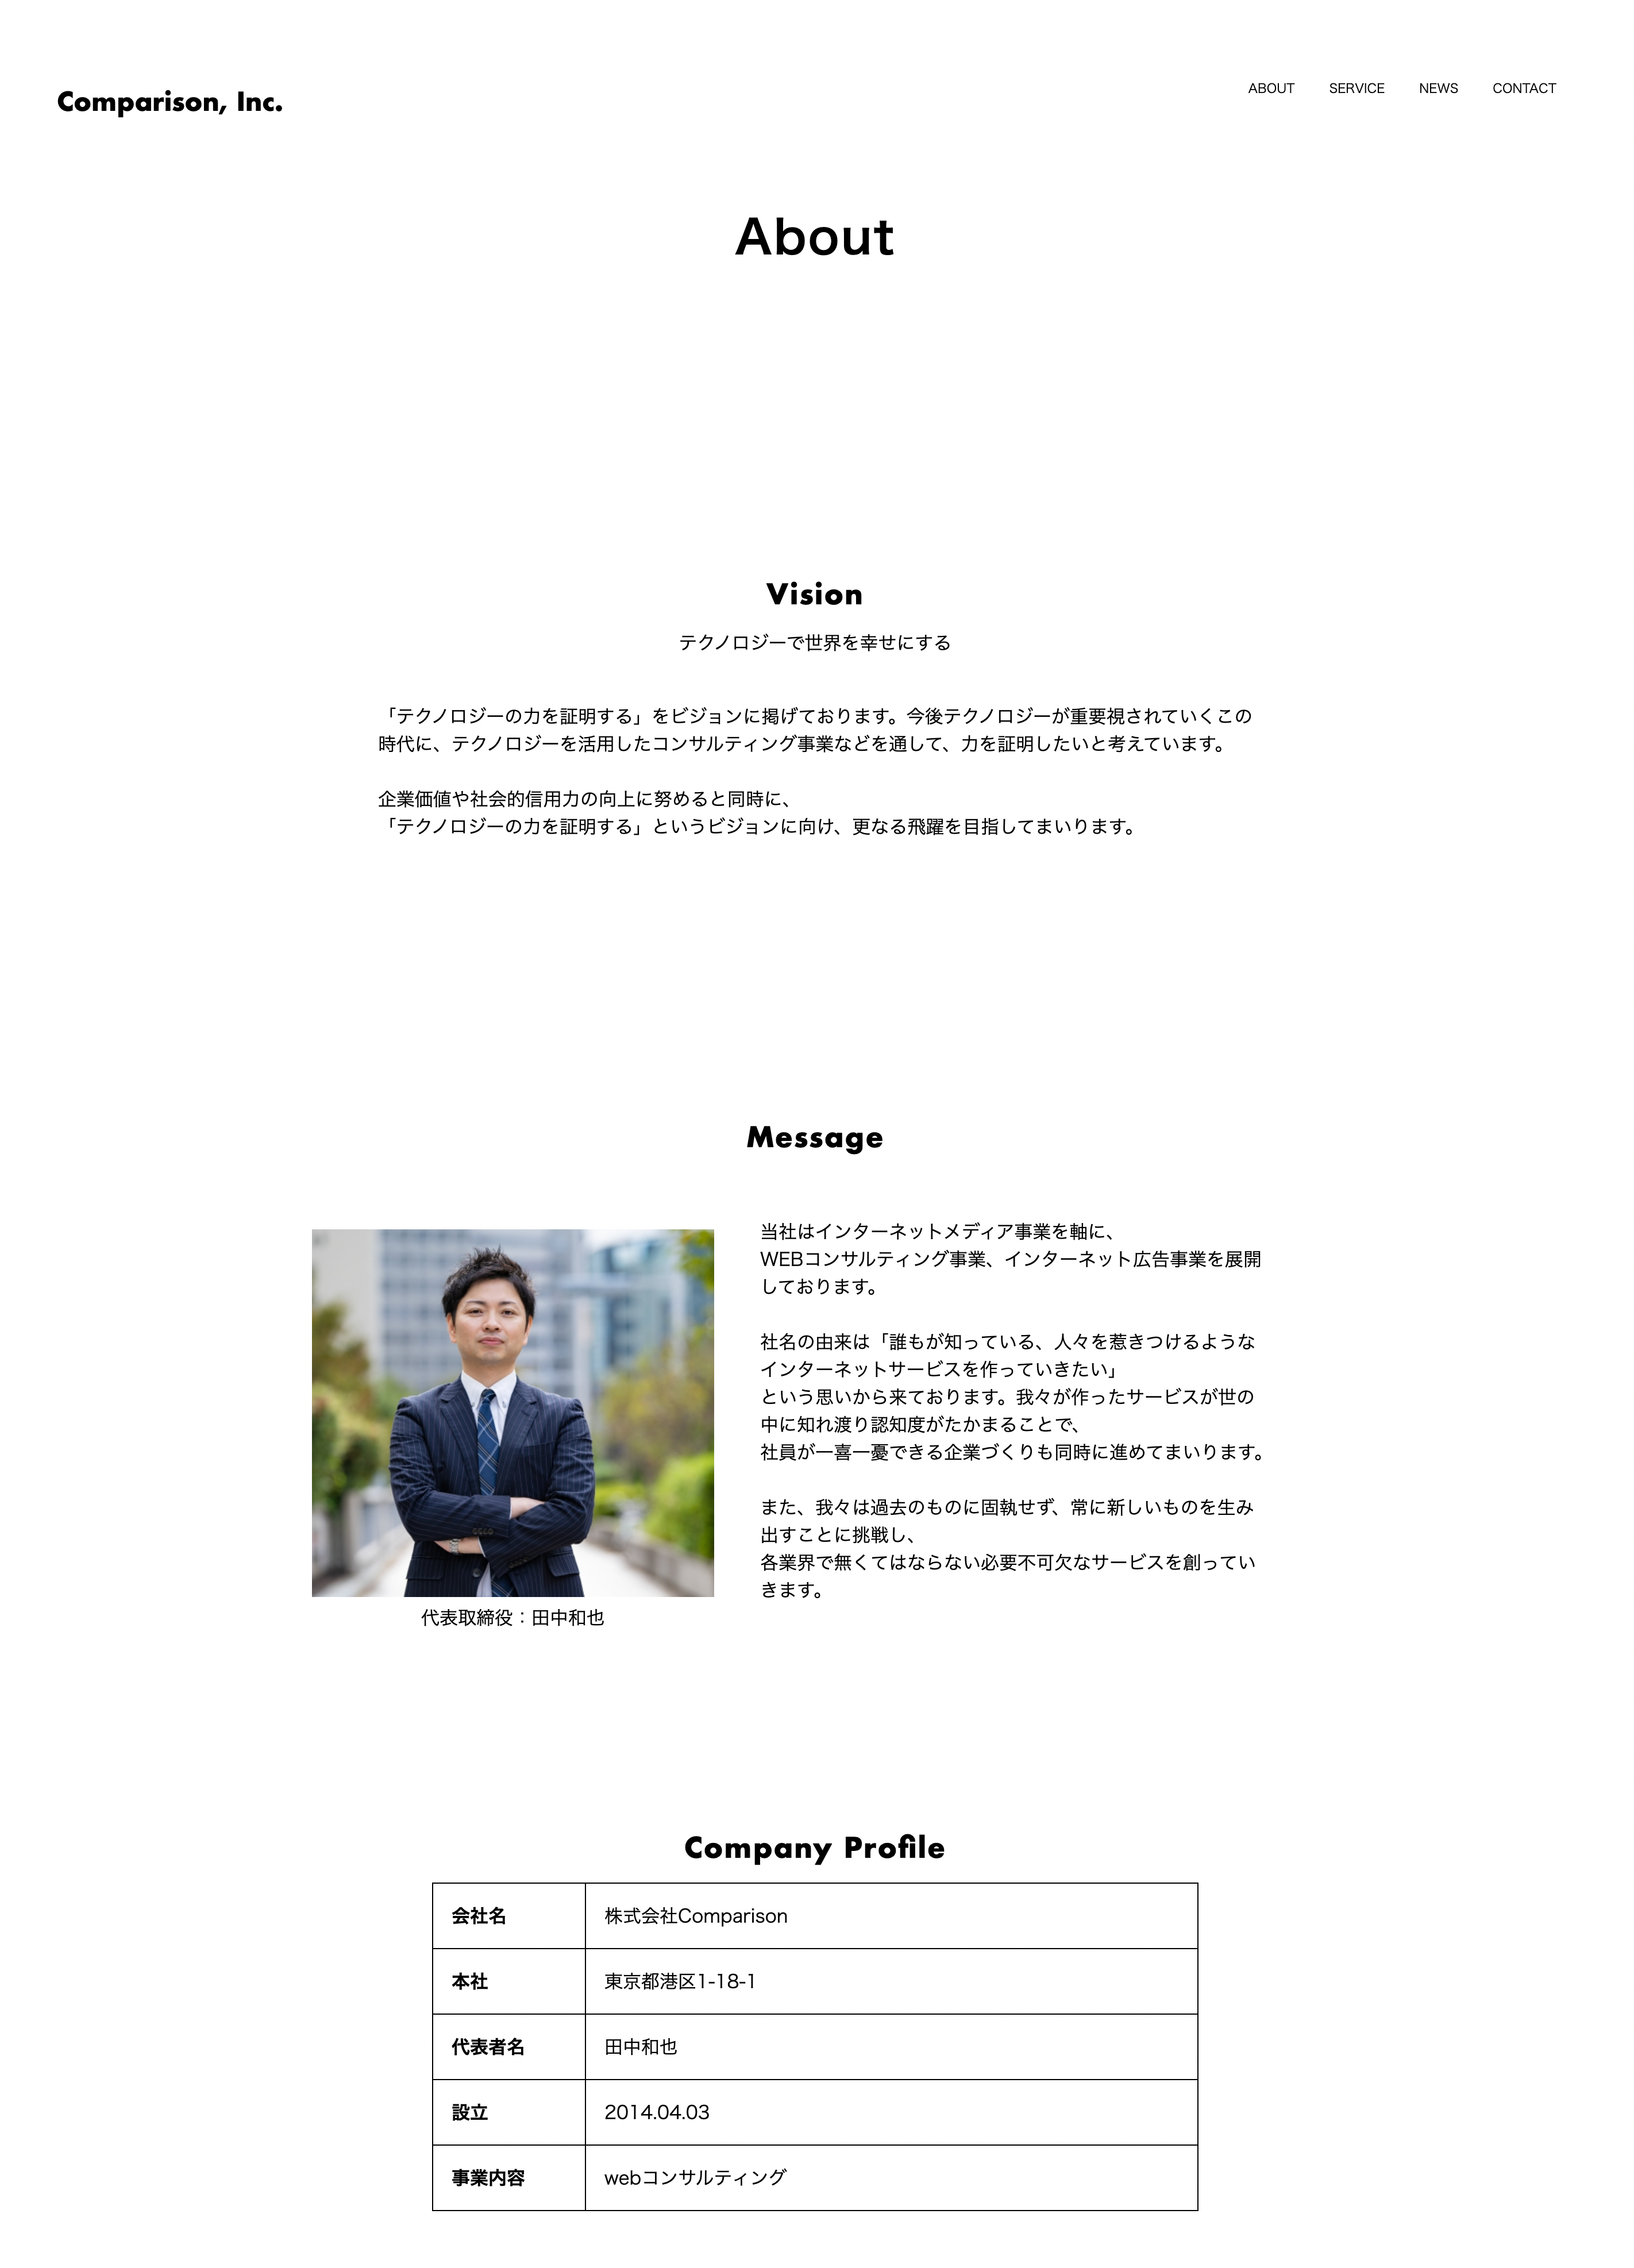 Comparison, Inc.
ABOUT SERVICE NEWS CONTACT
About
Vision
テクノロジーで世界を幸せにする
「テクノロジーの力を証明する」をビジョンに掲げております。今後テクノロジーが重要視されていくこの
時代に、テクノロジーを活用したコンサルティング事業などを通して、力を証明したいと考えています。
企業価値や社会的信用力の向上に努めると同時に、
「テクノロジーの力を証明する」というビジョンに向け、更なる飛躍を目指してまいります。
Message
当社はインターネットメディア事業を軸に、
WEBコンサルティング事業、インターネット広告事業を展開
しております。
社名の由来は「誰もが知っている、人々を惹きつけるような
インターネットサービスを作っていきたい」
という思いから来ております。我々が作ったサービスが世の
中に知れ渡り認知度がたかまることで、
社員が一喜一憂できる企業づくりも同時に進めてまいります。
また、我々は過去のものに固執せず、常に新しいものを生み
出すことに挑戦し、
各業界で無くてはならない必要不可欠なサービスを創ってい
きます。
代表取締役：田中和也
Company Profile
会社名 株式会社Comparison
本社 東京都港区1-18-1
代表者名 田中和也
設立 2014.04.03
事業内容 webコンサルティング